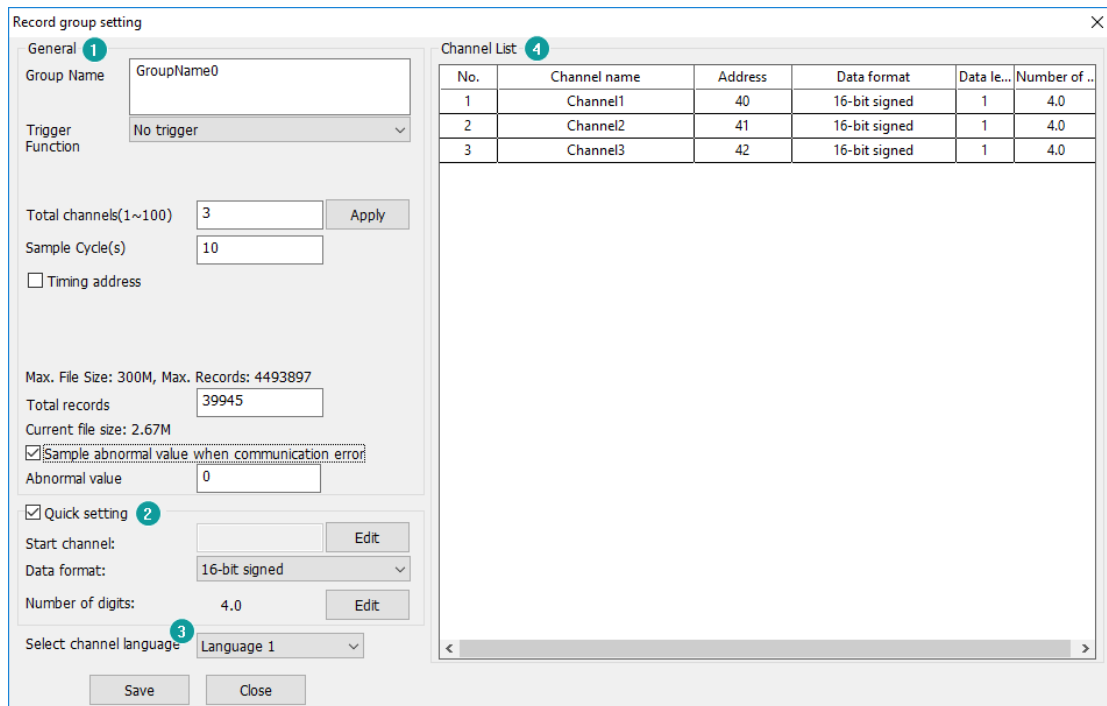 Record group setting
General 1
Group Name GroupName0
Trigger Function No trigger
Total channels(1~100) 3 Apply
Sample Cycle(s) 10
Timing address
Max. File Size: 300M, Max. Records: 4493897
Total records 39945
Current file size: 2.67M
Sample abnormal value when communication error
Abnormal value 0
Quick setting 2
Start channel: Edit
Data format: 16-bit signed
Number of digits: 4.0 Edit
3
Select channel language Language 1
Save Close
Channel List 4
No. Channel name Address Data format Data le... Number of ..
1 Channel1 40 16-bit signed 1 4.0
2 Channel2 41 16-bit signed 1 4.0
3 Channel3 42 16-bit signed 1 4.0